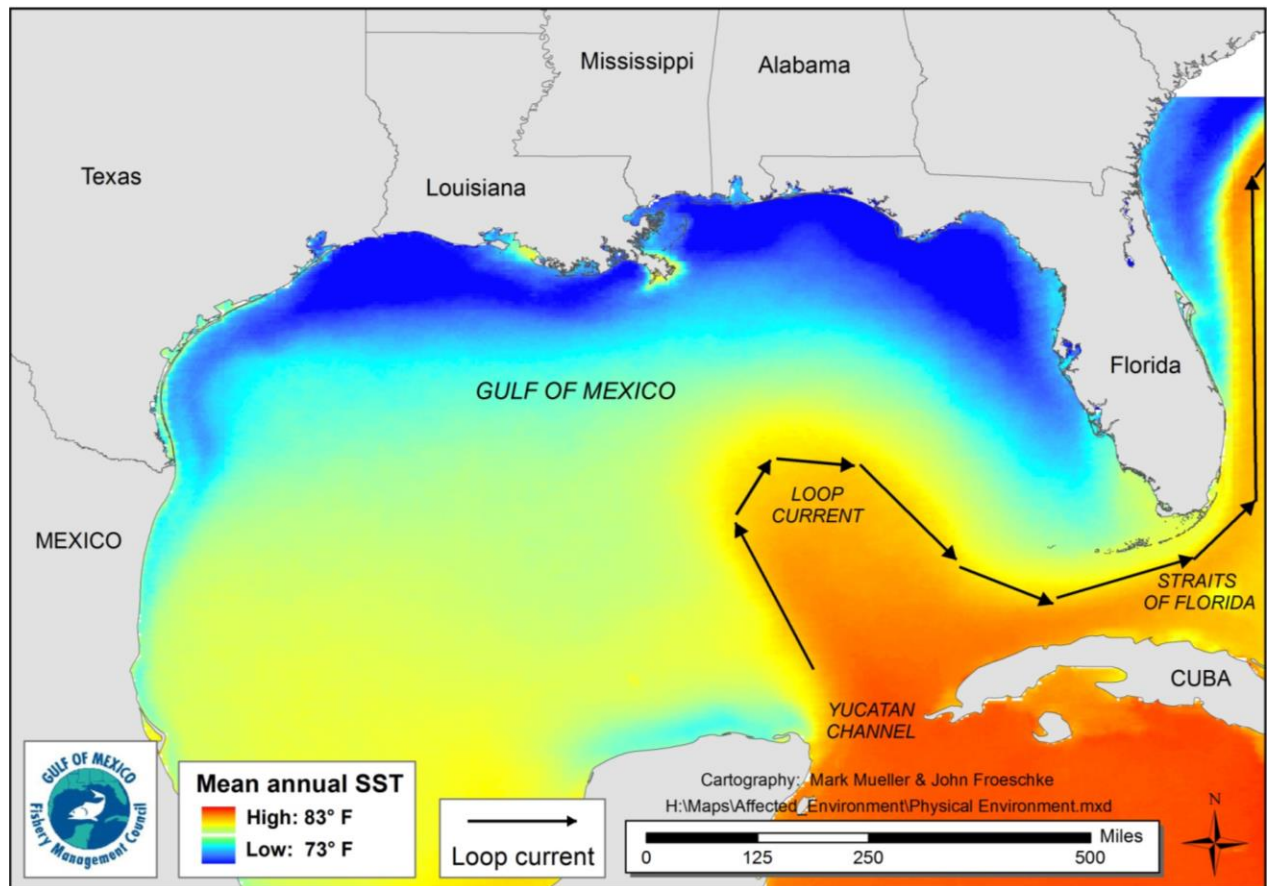 Mississippi
Alabama
Texas
Louisiana
GULF OF MEXICO
Florida
LOOP
CURRENT
MEXICO
STRAITS
OF FLORIDA
CUBA
YUCATAN
CHANNEL
GULF OF MEXICO
Fishery Management Council
Mean annual SST
High: 83° F
Low: 73° F
Loop current
Cartography: Mark Mueller & John Froeschke
H:\Maps\Affected_Environment\Physical Environment.mxd
Miles
0 125 250 500
N